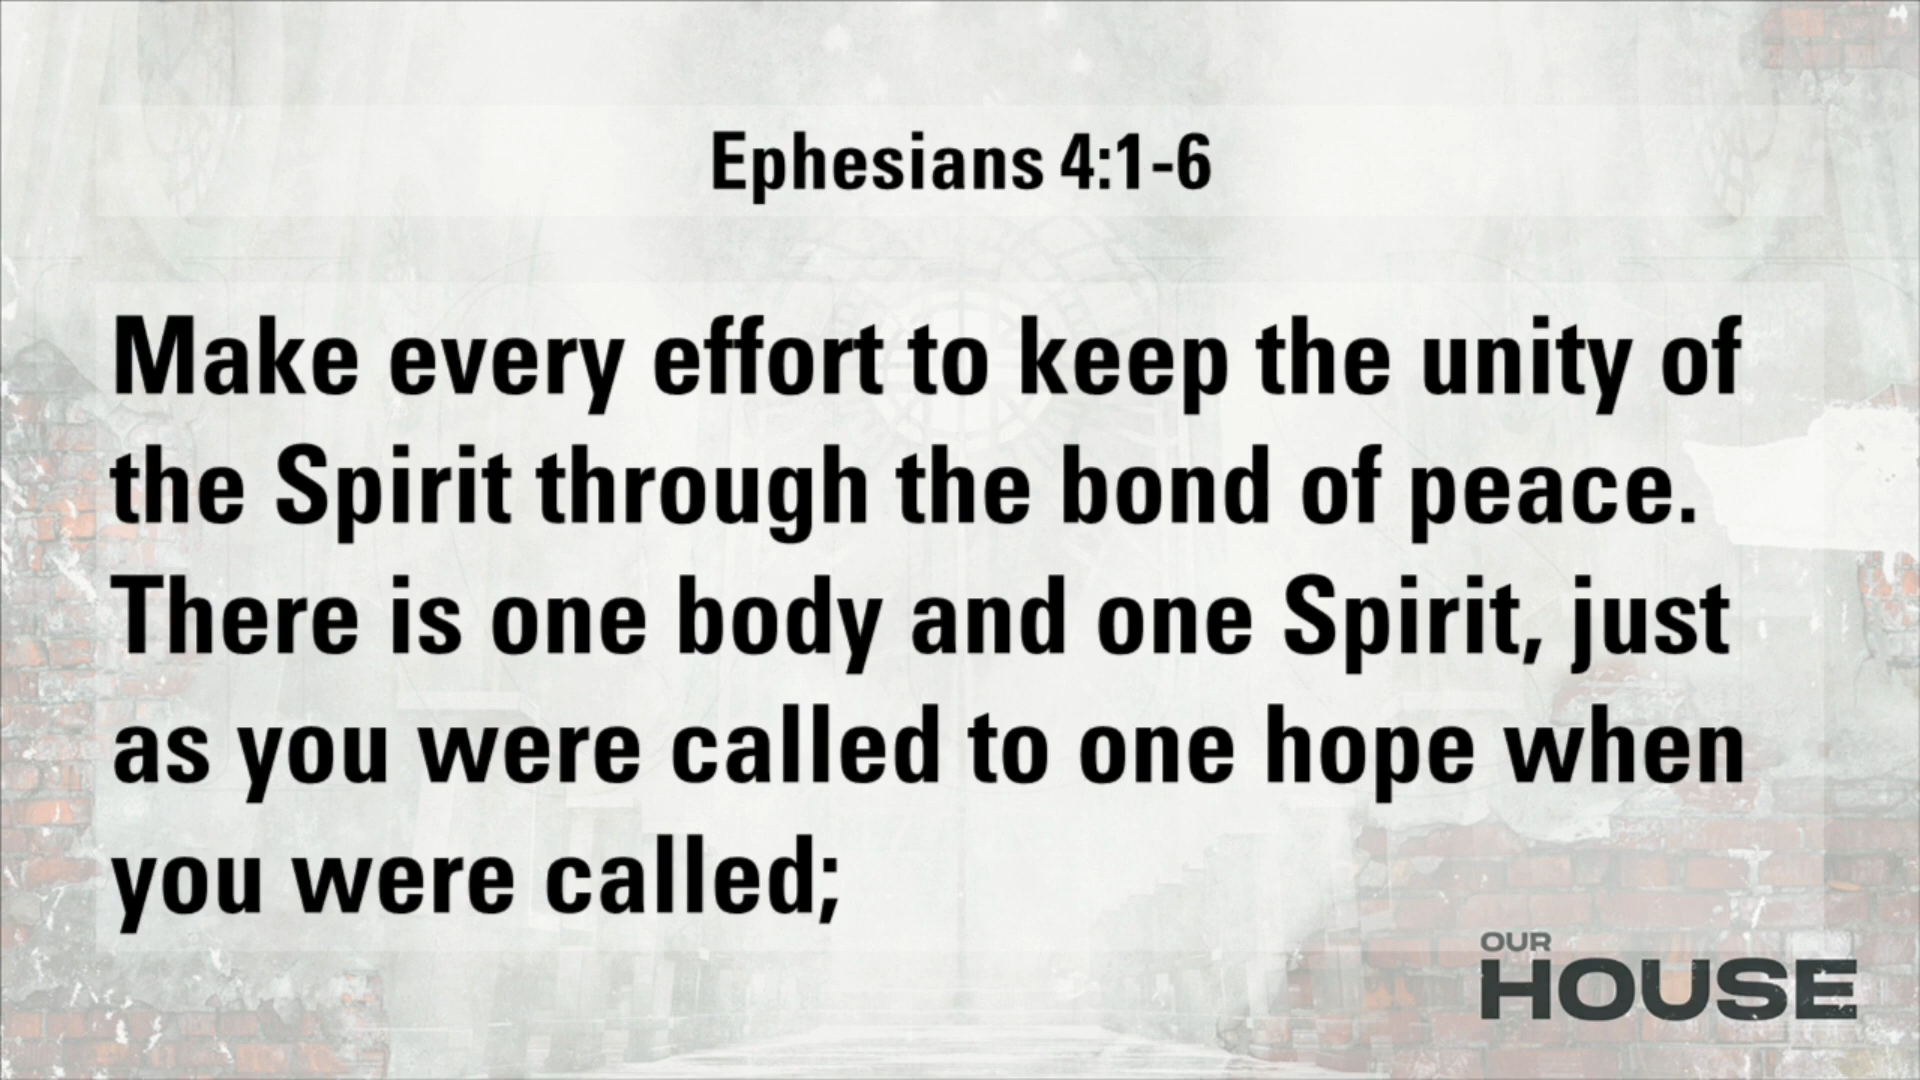 Ephesians 4:1-6
Make every effort to keep the unity of
the Spirit through the bond of peace.
There is one body and one Spirit, just
as you were called to one hope when
you were called;
OUR
HOUSE